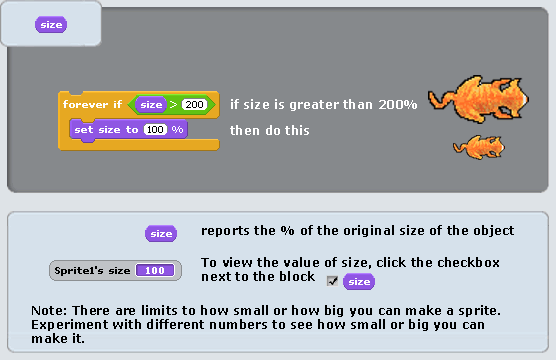 size
forever if size > 200 if size is greater than 200%
set size to 100 % then do this
size reports the % of the original size of the object
To view the value of size, click the checkbox
Sprite1's size 100
next to the block size
Note: There are limits to how small or how big you can make a sprite.
Experiment with different numbers to see how small or big you can
make it.